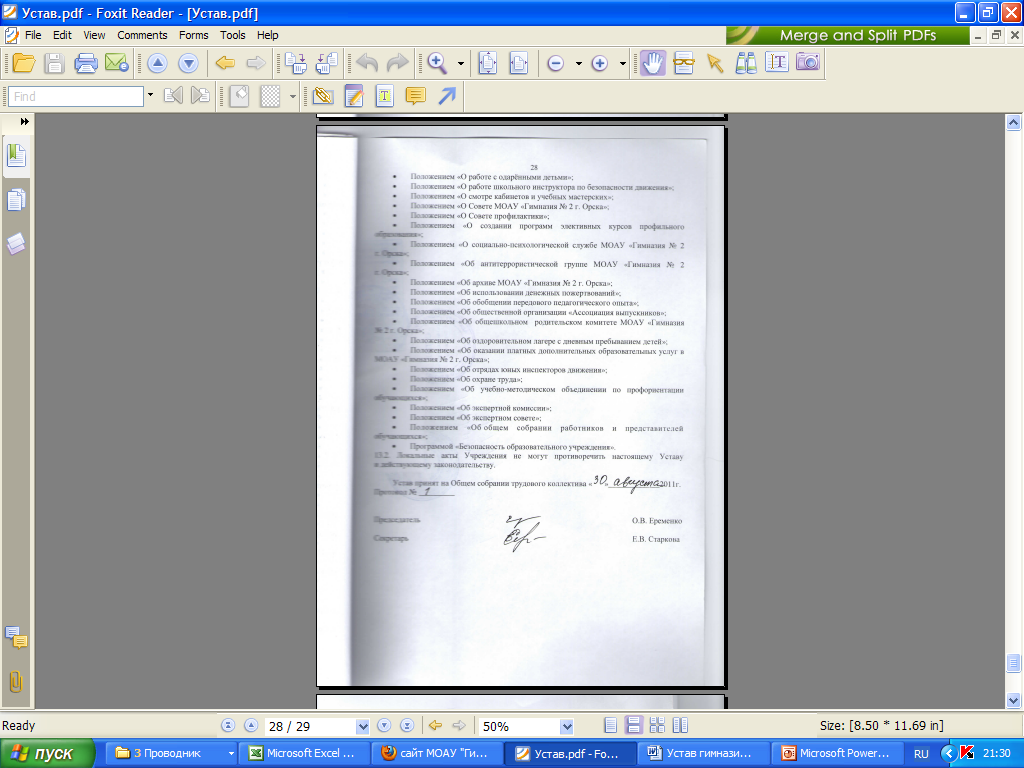 Устав.pdf - Foxit Reader - [Устав.pdf]
File Edit View Comments Forms Tools Help
Merge and Split PDFs
Find
28
Положением «О работе с одарёнными детьми»;
Положением «О работе школьного инструктора по безопасности движения»;
Положением «О смотре кабинетов и учебных мастерских»;
Положением «О Совете МОАУ «Гимназия № 2 г. Орска»;
Положением «О Совете профилактики»;
Положением «О создании программ элективных курсов профильного
образования»;
Положением «О социально-психологической службе МОАУ «Гимназия № 2
г. Орска»;
Положением «Об антитеррористической группе МОАУ «Гимназия № 2
г. Орска»;
Положением «Об архиве МОАУ «Гимназия № 2 г. Орска»;
Положением «Об использовании денежных пожертвований»;
Положением «Об обобщении передового педагогического опыта»;
Положением «Об общественной организации «Ассоциация выпускников»;
Положением «Об общешкольном родительском комитете МОАУ «Гимназия
№ 2 г. Орска»;
Положением «Об оздоровительном лагере с дневным пребыванием детей»;
Положением «Об оказании платных дополнительных образовательных услуг в
МОАУ «Гимназия № 2 г. Орска»;
Положением «Об отрядах юных инспекторов движения»;
Положением «Об охране труда»;
Положением «Об учебно-методическом объединении по профориентации
обучающихся»;
Положением «Об экспертной комиссии»;
Положением «Об экспертном совете»;
Положением «Об общем собрании работников и представителей
обучающихся»;
Программой «Безопасность образовательного учреждения».
13.2. Локальные акты Учреждения не могут противоречить настоящему Уставу
и действующему законодательству.
Устав принят на Общем собрании трудового коллектива «30» августа 2011г.
Протокол № 1
Председатель О.В. Еременко
Секретарь Е.В. Старкова
Ready 28 / 29 50% Size: [8.50 * 11.69 in]
пуск 3 Проводник Microsoft Excel ... сайт МОАУ "Ги... Устав.pdf - Fo... Устав гимнази... Microsoft Power... RU 21:30